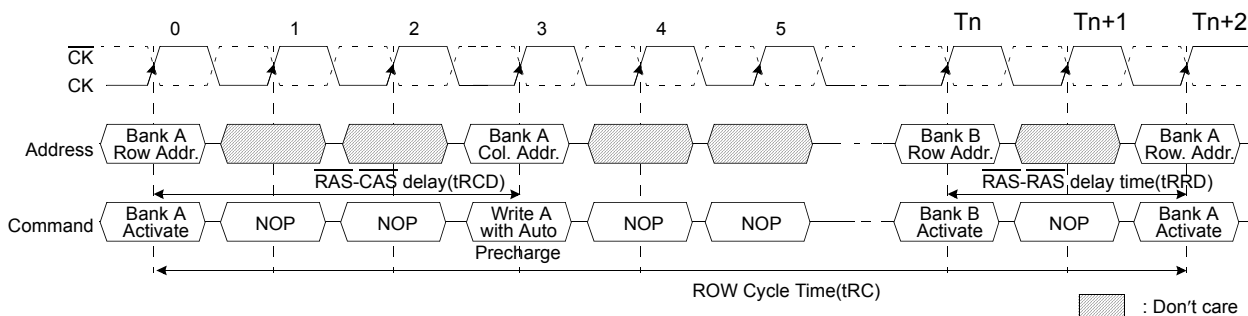 0 1 2 3 4 5 Tn Tn+1 Tn+2
CK
CK
Address
Bank A
Row Addr.
Bank A
Col. Addr.
Bank B
Row Addr.
Bank A
Row. Addr.
RAS-CAS delay(tRCD)
RAS-RAS delay time(tRRD)
Command
Bank A
Activate
NOP
NOP
Write A
with Auto
Precharge
NOP
NOP
Bank B
Activate
NOP
Bank A
Activate
ROW Cycle Time(tRC)
: Don't care